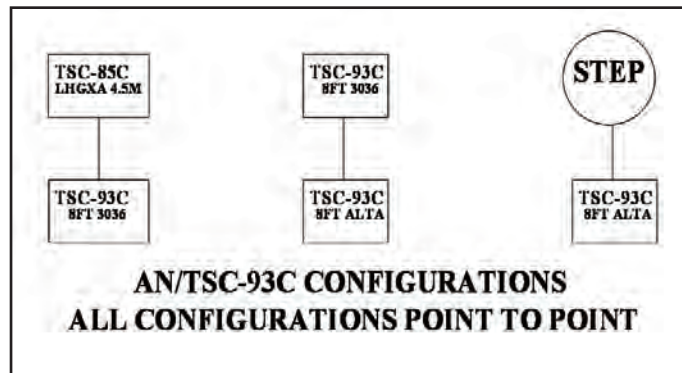 TSC-85C
LHGXA 4.5M
TSC-93C
8FT 3036
STEP
TSC-93C
8FT 3036
TSC-93C
8FT ALTA
TSC-93C
8FT ALTA
AN/TSC-93C CONFIGURATIONS
ALL CONFIGURATIONS POINT TO POINT